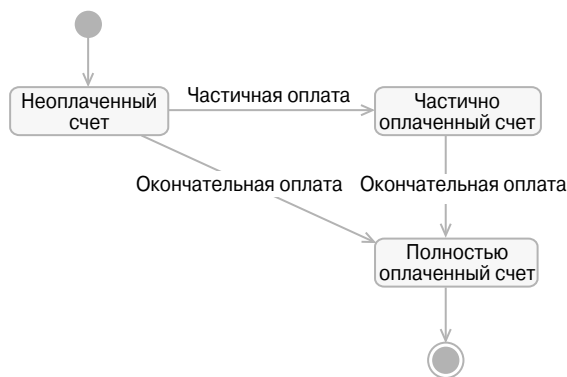 Неоплаченный
счет
Частичная оплата
Частично
оплаченный счет
Окончательная оплата
Окончательная оплата
Полностью
оплаченный счет